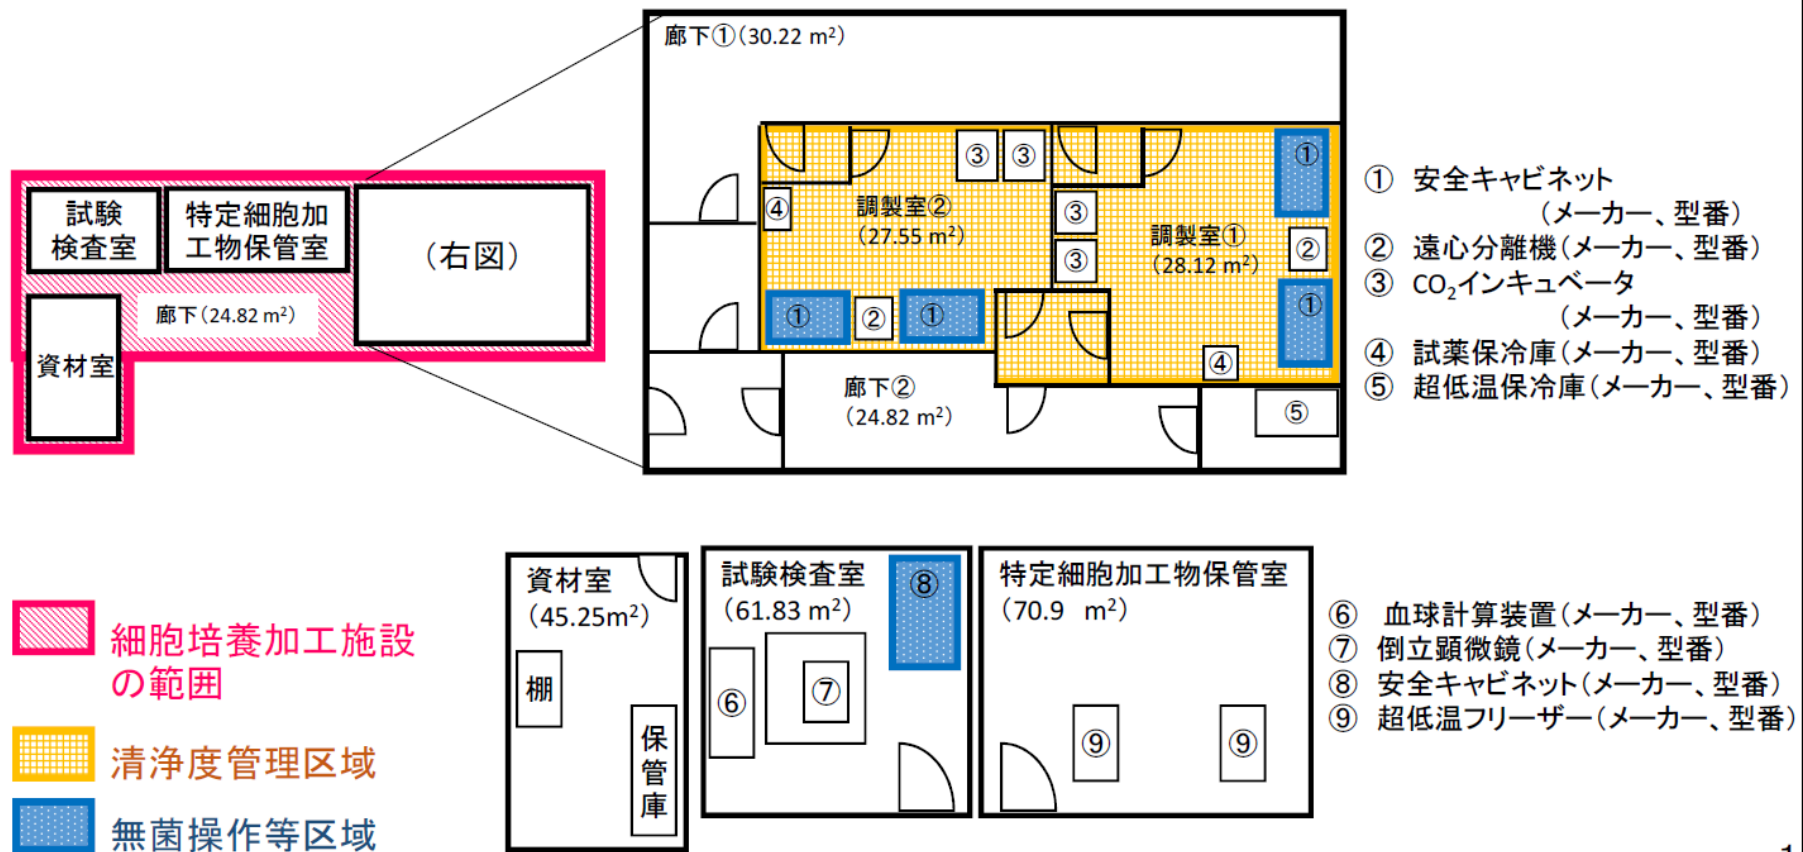 廊下①(30.22 m²)
試験
検査室
特定細胞加
工物保管室
(右図)
廊下(24.82 m²)
資材室
③
③
①
④
調製室②
(27.55 m²)
③
調製室①
(28.12 m²)
②
③
①
②
①
①
④
廊下②
(24.82 m²)
⑤
① 安全キャビネット
(メーカー、型番)
② 遠心分離機(メーカー、型番)
③ CO₂インキュベータ
(メーカー、型番)
④ 試薬保冷庫(メーカー、型番)
⑤ 超低温保冷庫(メーカー、型番)
細胞培養加工施設
の範囲
清浄度管理区域
無菌操作等区域
資材室
(45.25m²)
棚
保
管
庫
試験検査室
(61.83 m²)
⑧
⑥
⑦
特定細胞加工物保管室
(70.9 m²)
⑨
⑨
⑥ 血球計算装置(メーカー、型番)
⑦ 倒立顕微鏡(メーカー、型番)
⑧ 安全キャビネット(メーカー、型番)
⑨ 超低温フリーザー(メーカー、型番)